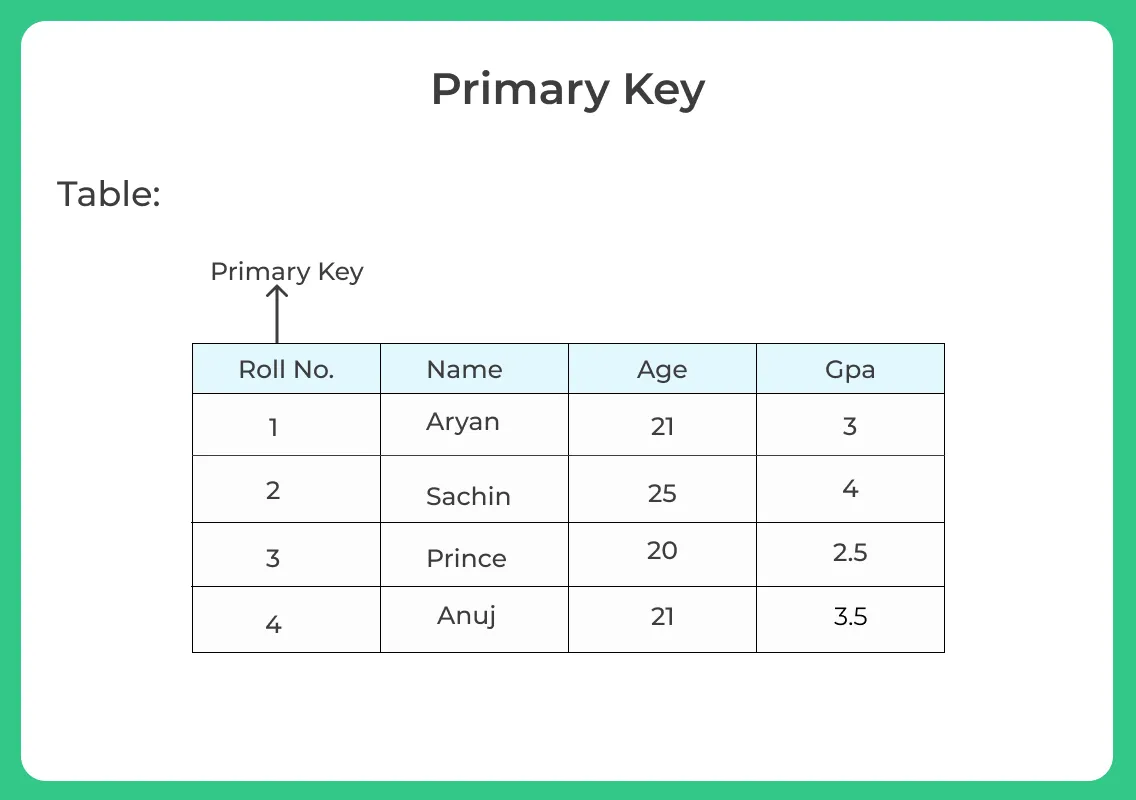 Primary Key
Table:
Primary Key
Roll No. Name Age Gpa
1 Aryan 21 3
2 Sachin 25 4
3 Prince 20 2.5
4 Anuj 21 3.5